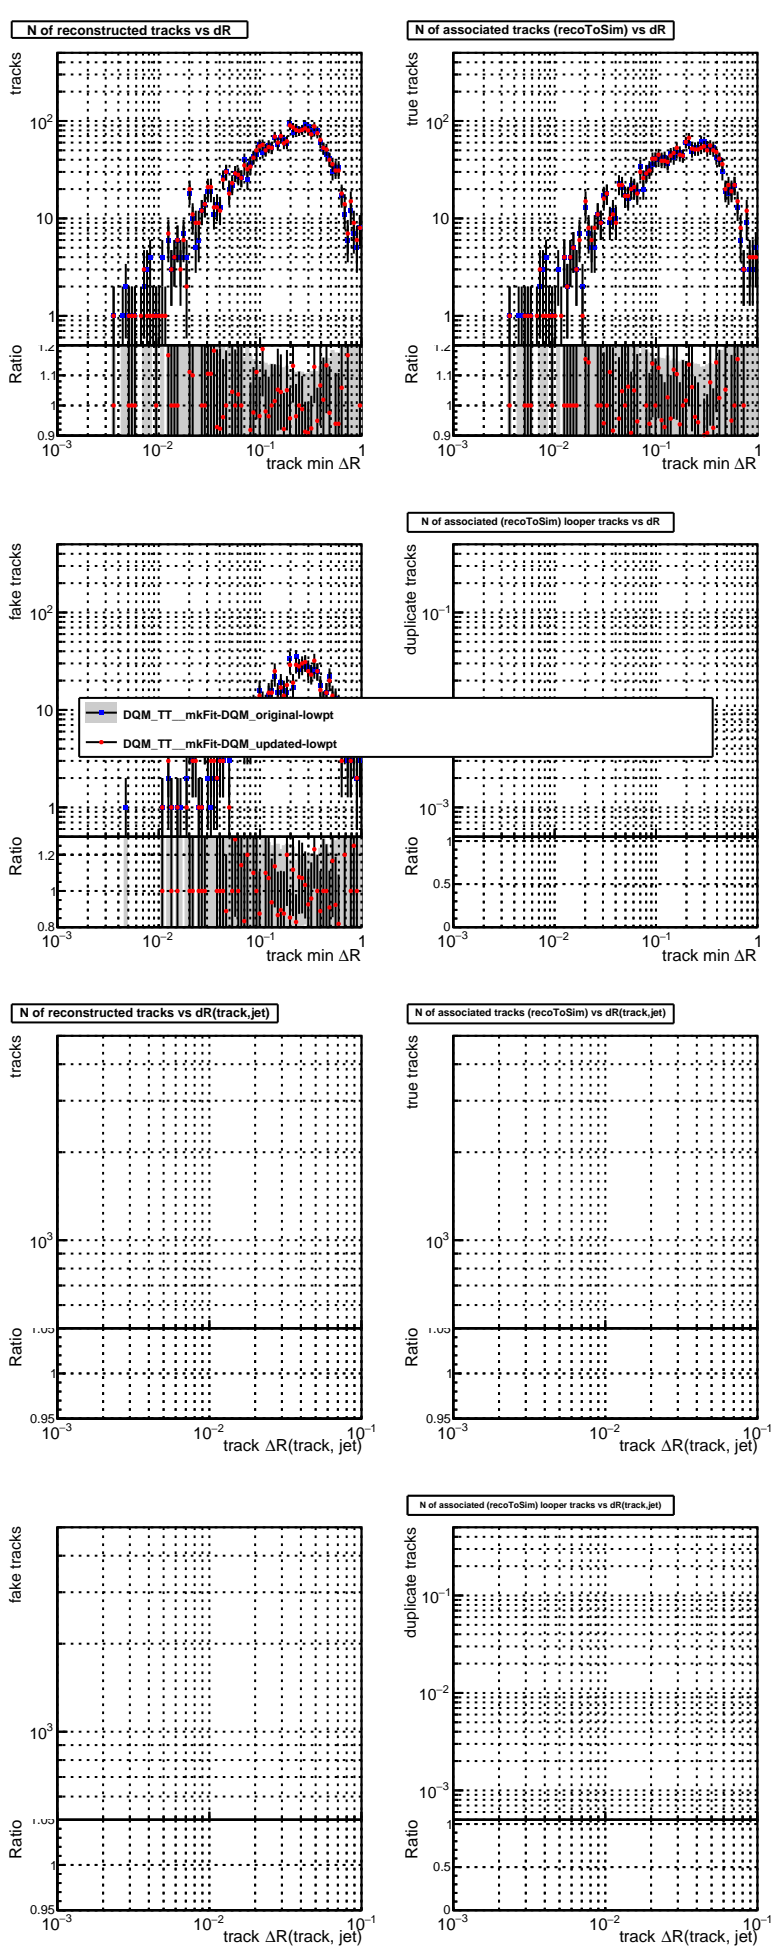 N of reconstructed tracks vs dR
tracks
10²
10
1
Ratio
1.2
1.1
1
0.9
10⁻³
10⁻²
10⁻¹
1
track min ΔR
N of associated tracks (recoToSim) vs dR
true tracks
10²
10
1
Ratio
1.2
1.1
1
0.9
10⁻³
10⁻²
10⁻¹
1
track min ΔR
fake tracks
10²
10
1
Ratio
1.2
1
0.8
10⁻³
10⁻²
10⁻¹
1
track min ΔR
N of associated (recoToSim) looper tracks vs dR
duplicate tracks
10⁻¹
10⁻³
Ratio
1
0.5
0
10⁻³
10⁻²
10⁻¹
1
track min ΔR
DQM_TT__mkFit-DQM_original-lowpt
DQM_TT__mkFit-DQM_updated-lowpt
N of reconstructed tracks vs dR(track,jet)
tracks
10³
Ratio
1.05
1
0.95
10⁻³
10⁻²
10⁻¹
track ΔR(track, jet)
N of associated tracks (recoToSim) vs dR(track,jet)
true tracks
10³
Ratio
1.05
1
0.95
10⁻³
10⁻²
10⁻¹
track ΔR(track, jet)
fake tracks
10³
Ratio
1.05
1
0.95
10⁻³
10⁻²
10⁻¹
track ΔR(track, jet)
N of associated (recoToSim) looper tracks vs dR(track,jet)
duplicate tracks
10⁻¹
10⁻²
10⁻³
Ratio
1
0.5
0
10⁻³
10⁻²
10⁻¹
track ΔR(track, jet)